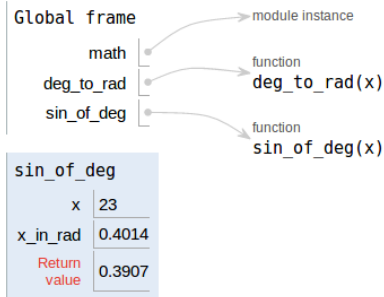 Global frame
module instance
math
function
deg_to_rad
deg_to_rad(x)
sin_of_deg
function
sin_of_deg(x)
sin_of_deg
x 23
x_in_rad 0.4014
Return
value 0.3907